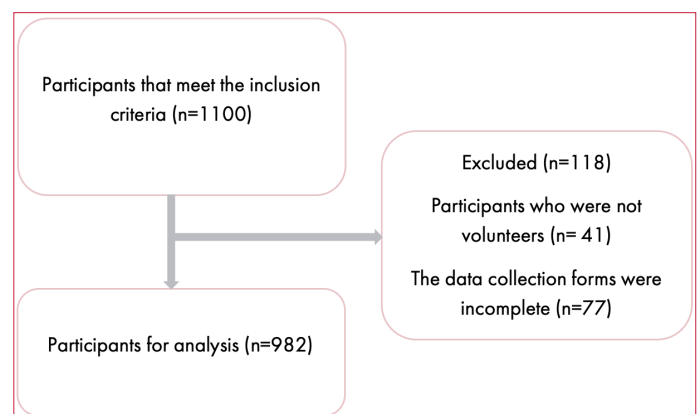 Participants that meet the inclusion
criteria (n=1100)
Excluded (n=118)
Participants who were not
volunteers (n= 41)
The data collection forms were
incomplete (n=77)
Participants for analysis (n=982)